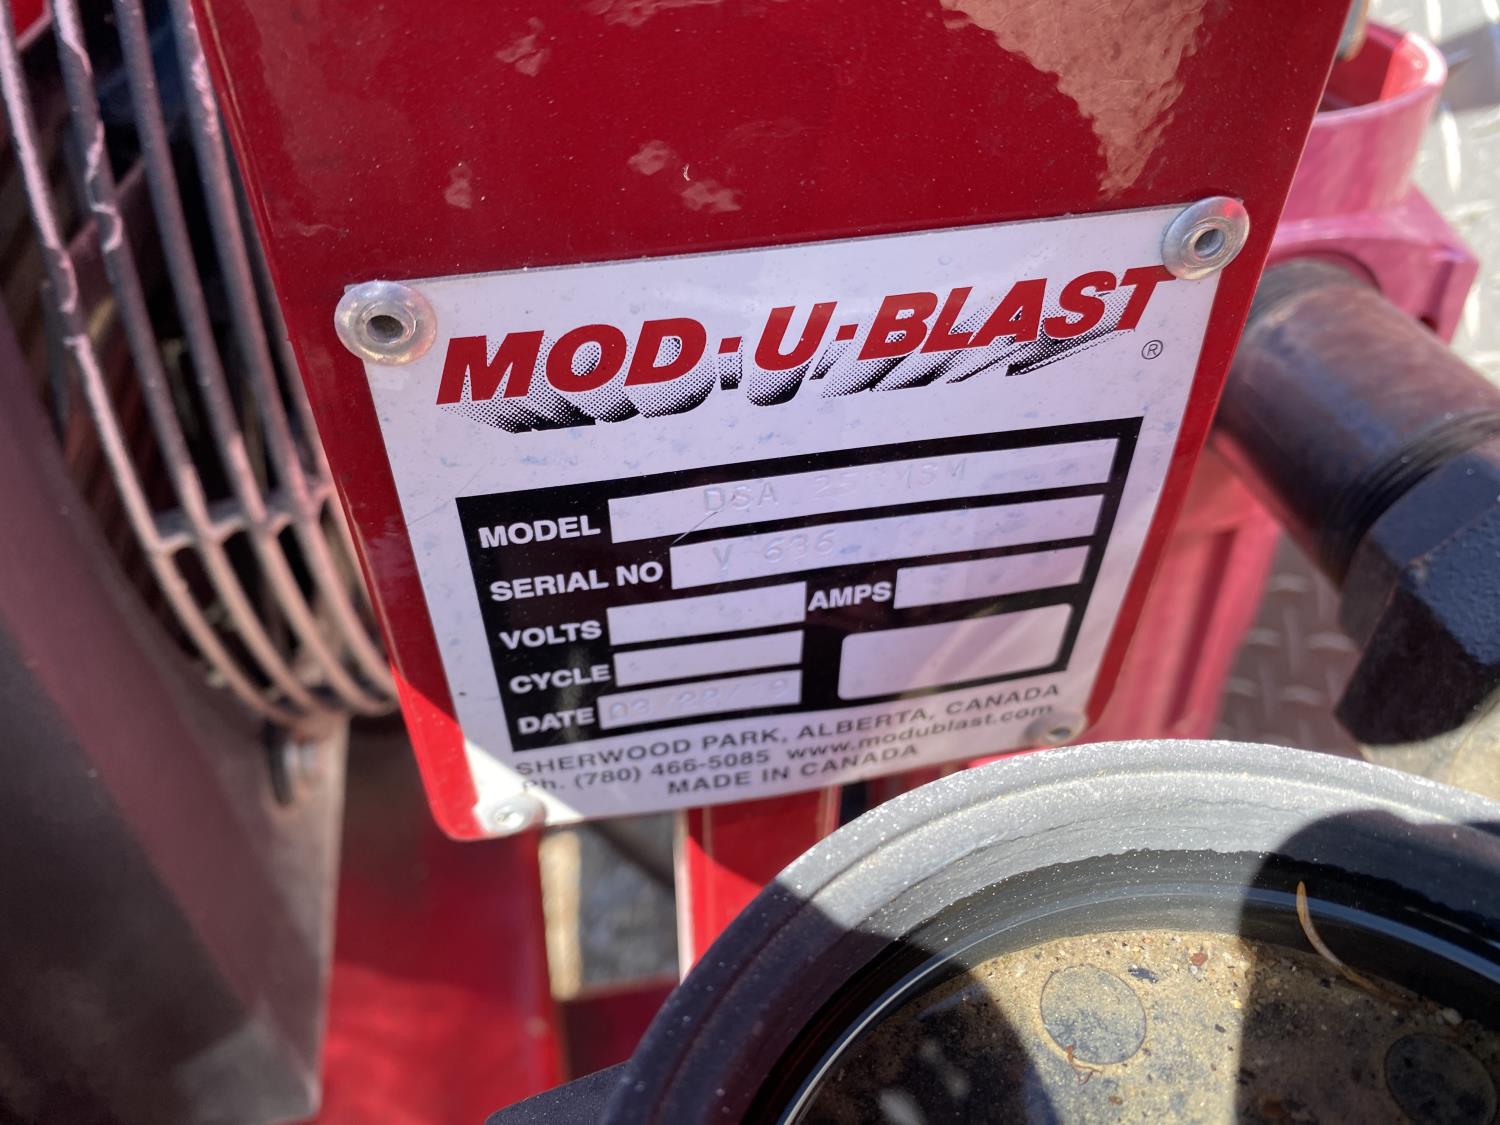 MOD·U·BLAST ®
MODEL DSA 25 MSM
SERIAL NO V 636
VOLTS AMPS
CYCLE
DATE
SHERWOOD PARK, ALBERTA, CANADA
Ph. (780) 466-5085 www.modublast.com
MADE IN CANADA